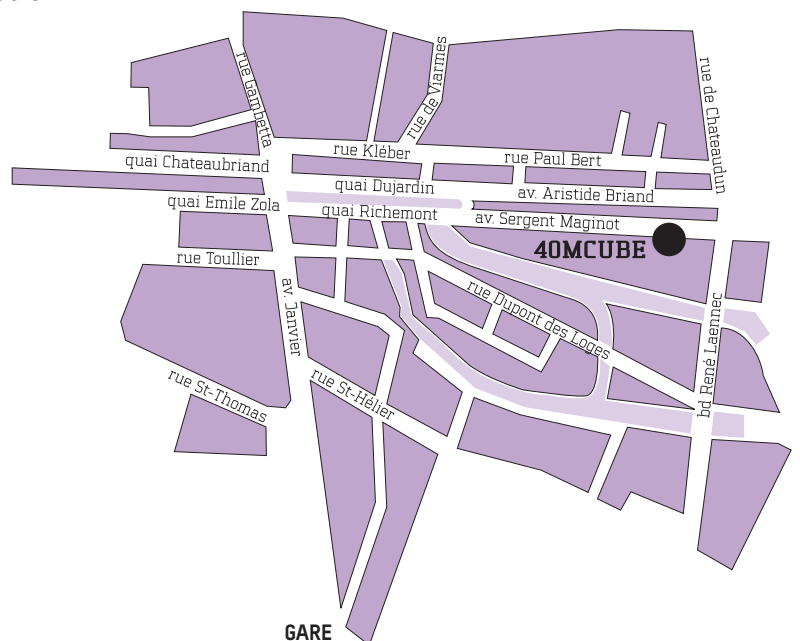 rue Gambetta
rue de Viarmes
rue de Chateaudun
rue Kléber
rue Paul Bert
quai Chateaubriand
quai Dujardin
av. Aristide Briand
quai Emile Zola
quai Richemont
av. Sergent Maginot
40MCUBE
rue Toullier
av. Janvier
rue Dupont des Loges
bd René Laennec
rue St-Thomas
rue St-Hélier
GARE